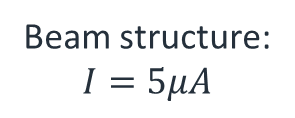 Beam structure:
I = 5μA